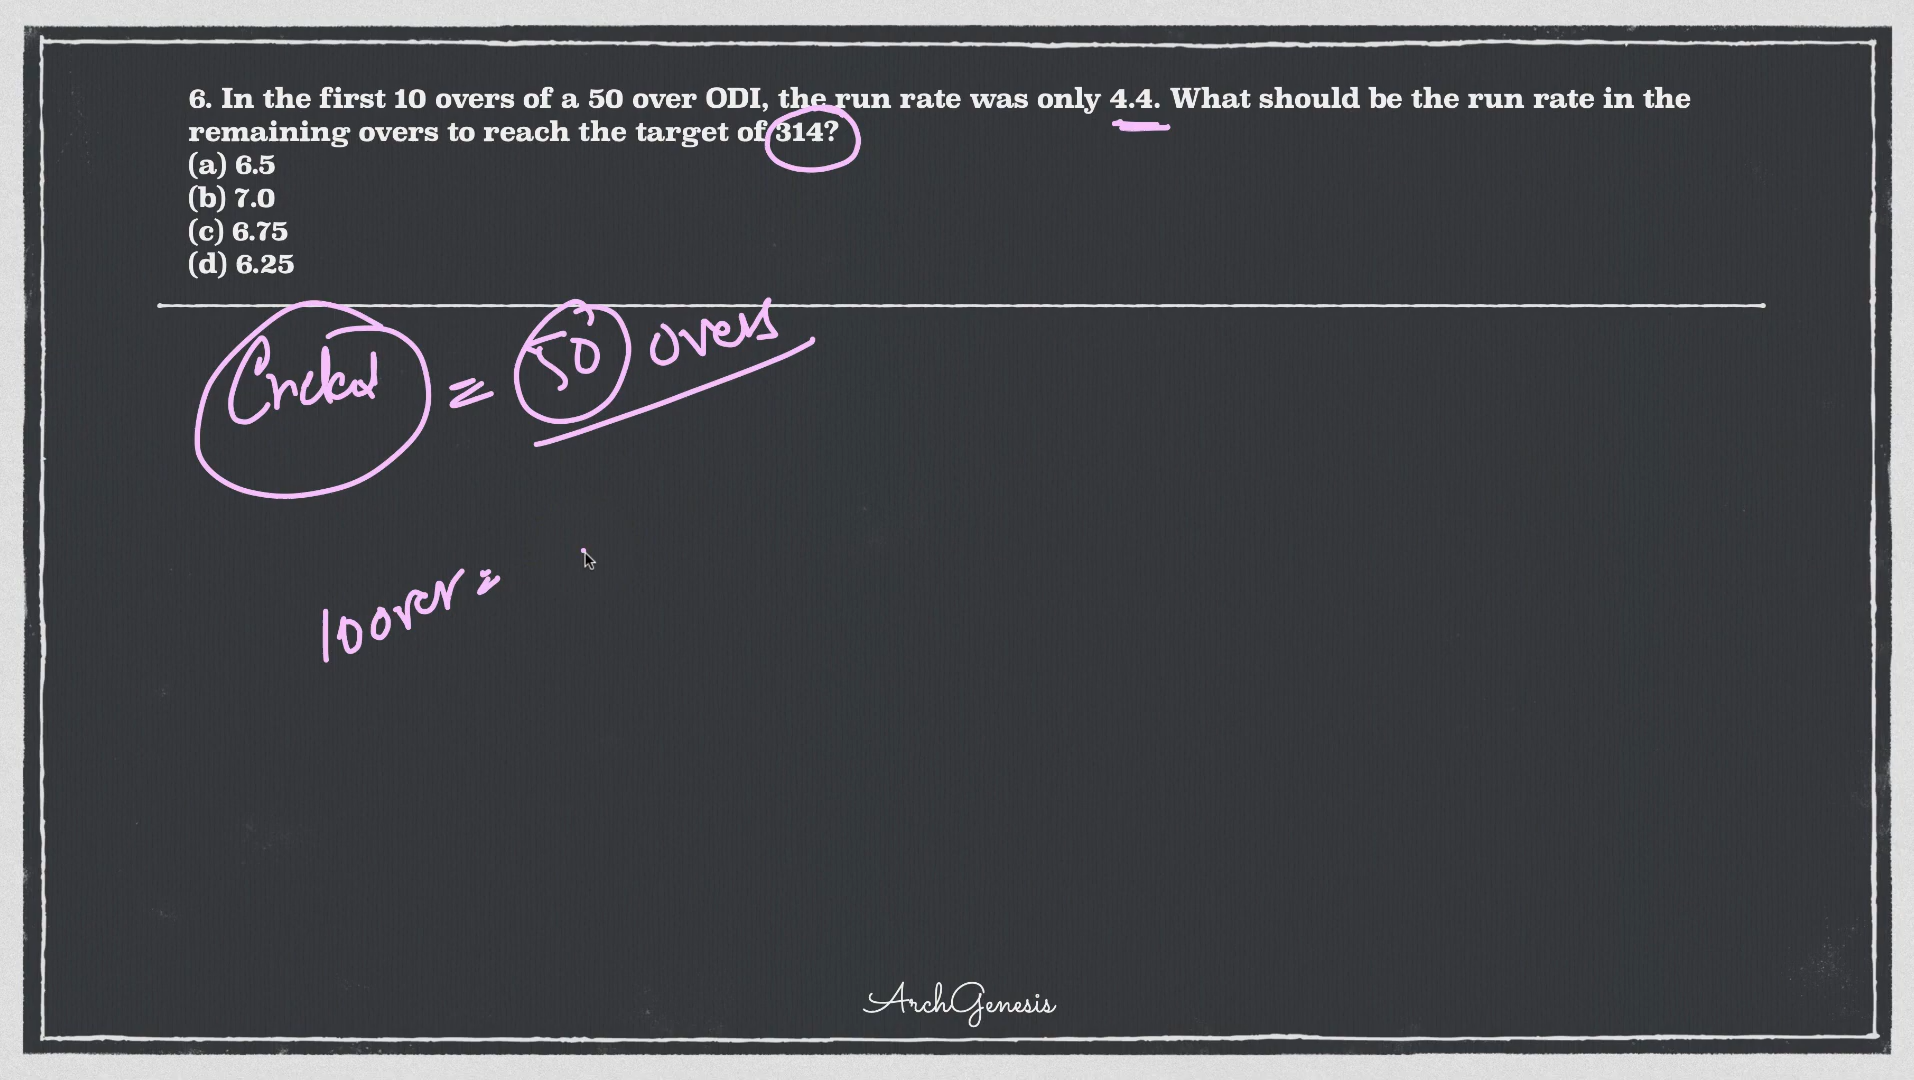 6. In the first 10 overs of a 50 over ODI, the run rate was only 4.4. What should be the run rate in the
remaining overs to reach the target of 314?
(a) 6.5
(b) 7.0
(c) 6.75
(d) 6.25
Cricket = 50 overs
10 over =
ArchGenesis